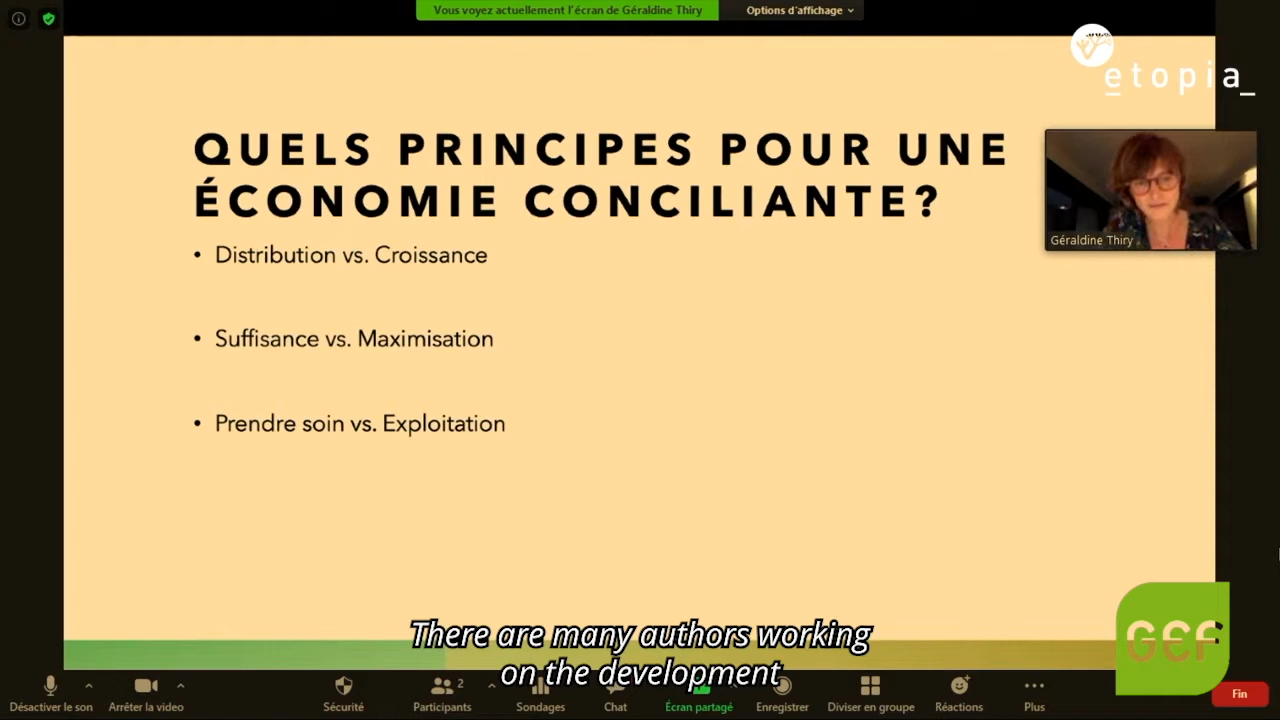 Vous voyez actuellement l'écran de Géraldine Thiry
Options d'affichage
etopia_
QUELS PRINCIPES POUR UNE
ÉCONOMIE CONCILIANTE?
• Distribution vs. Croissance
• Suffisance vs. Maximisation
• Prendre soin vs. Exploitation
Géraldine Thiry
There are many authors working
on the development
GEF
2
Désactiver le son
Arrêter la video
Sécurité
Participants
Sondages
Chat
Écran partagé
Enregistrer
Diviser en groupe
Réactions
Plus
Fin